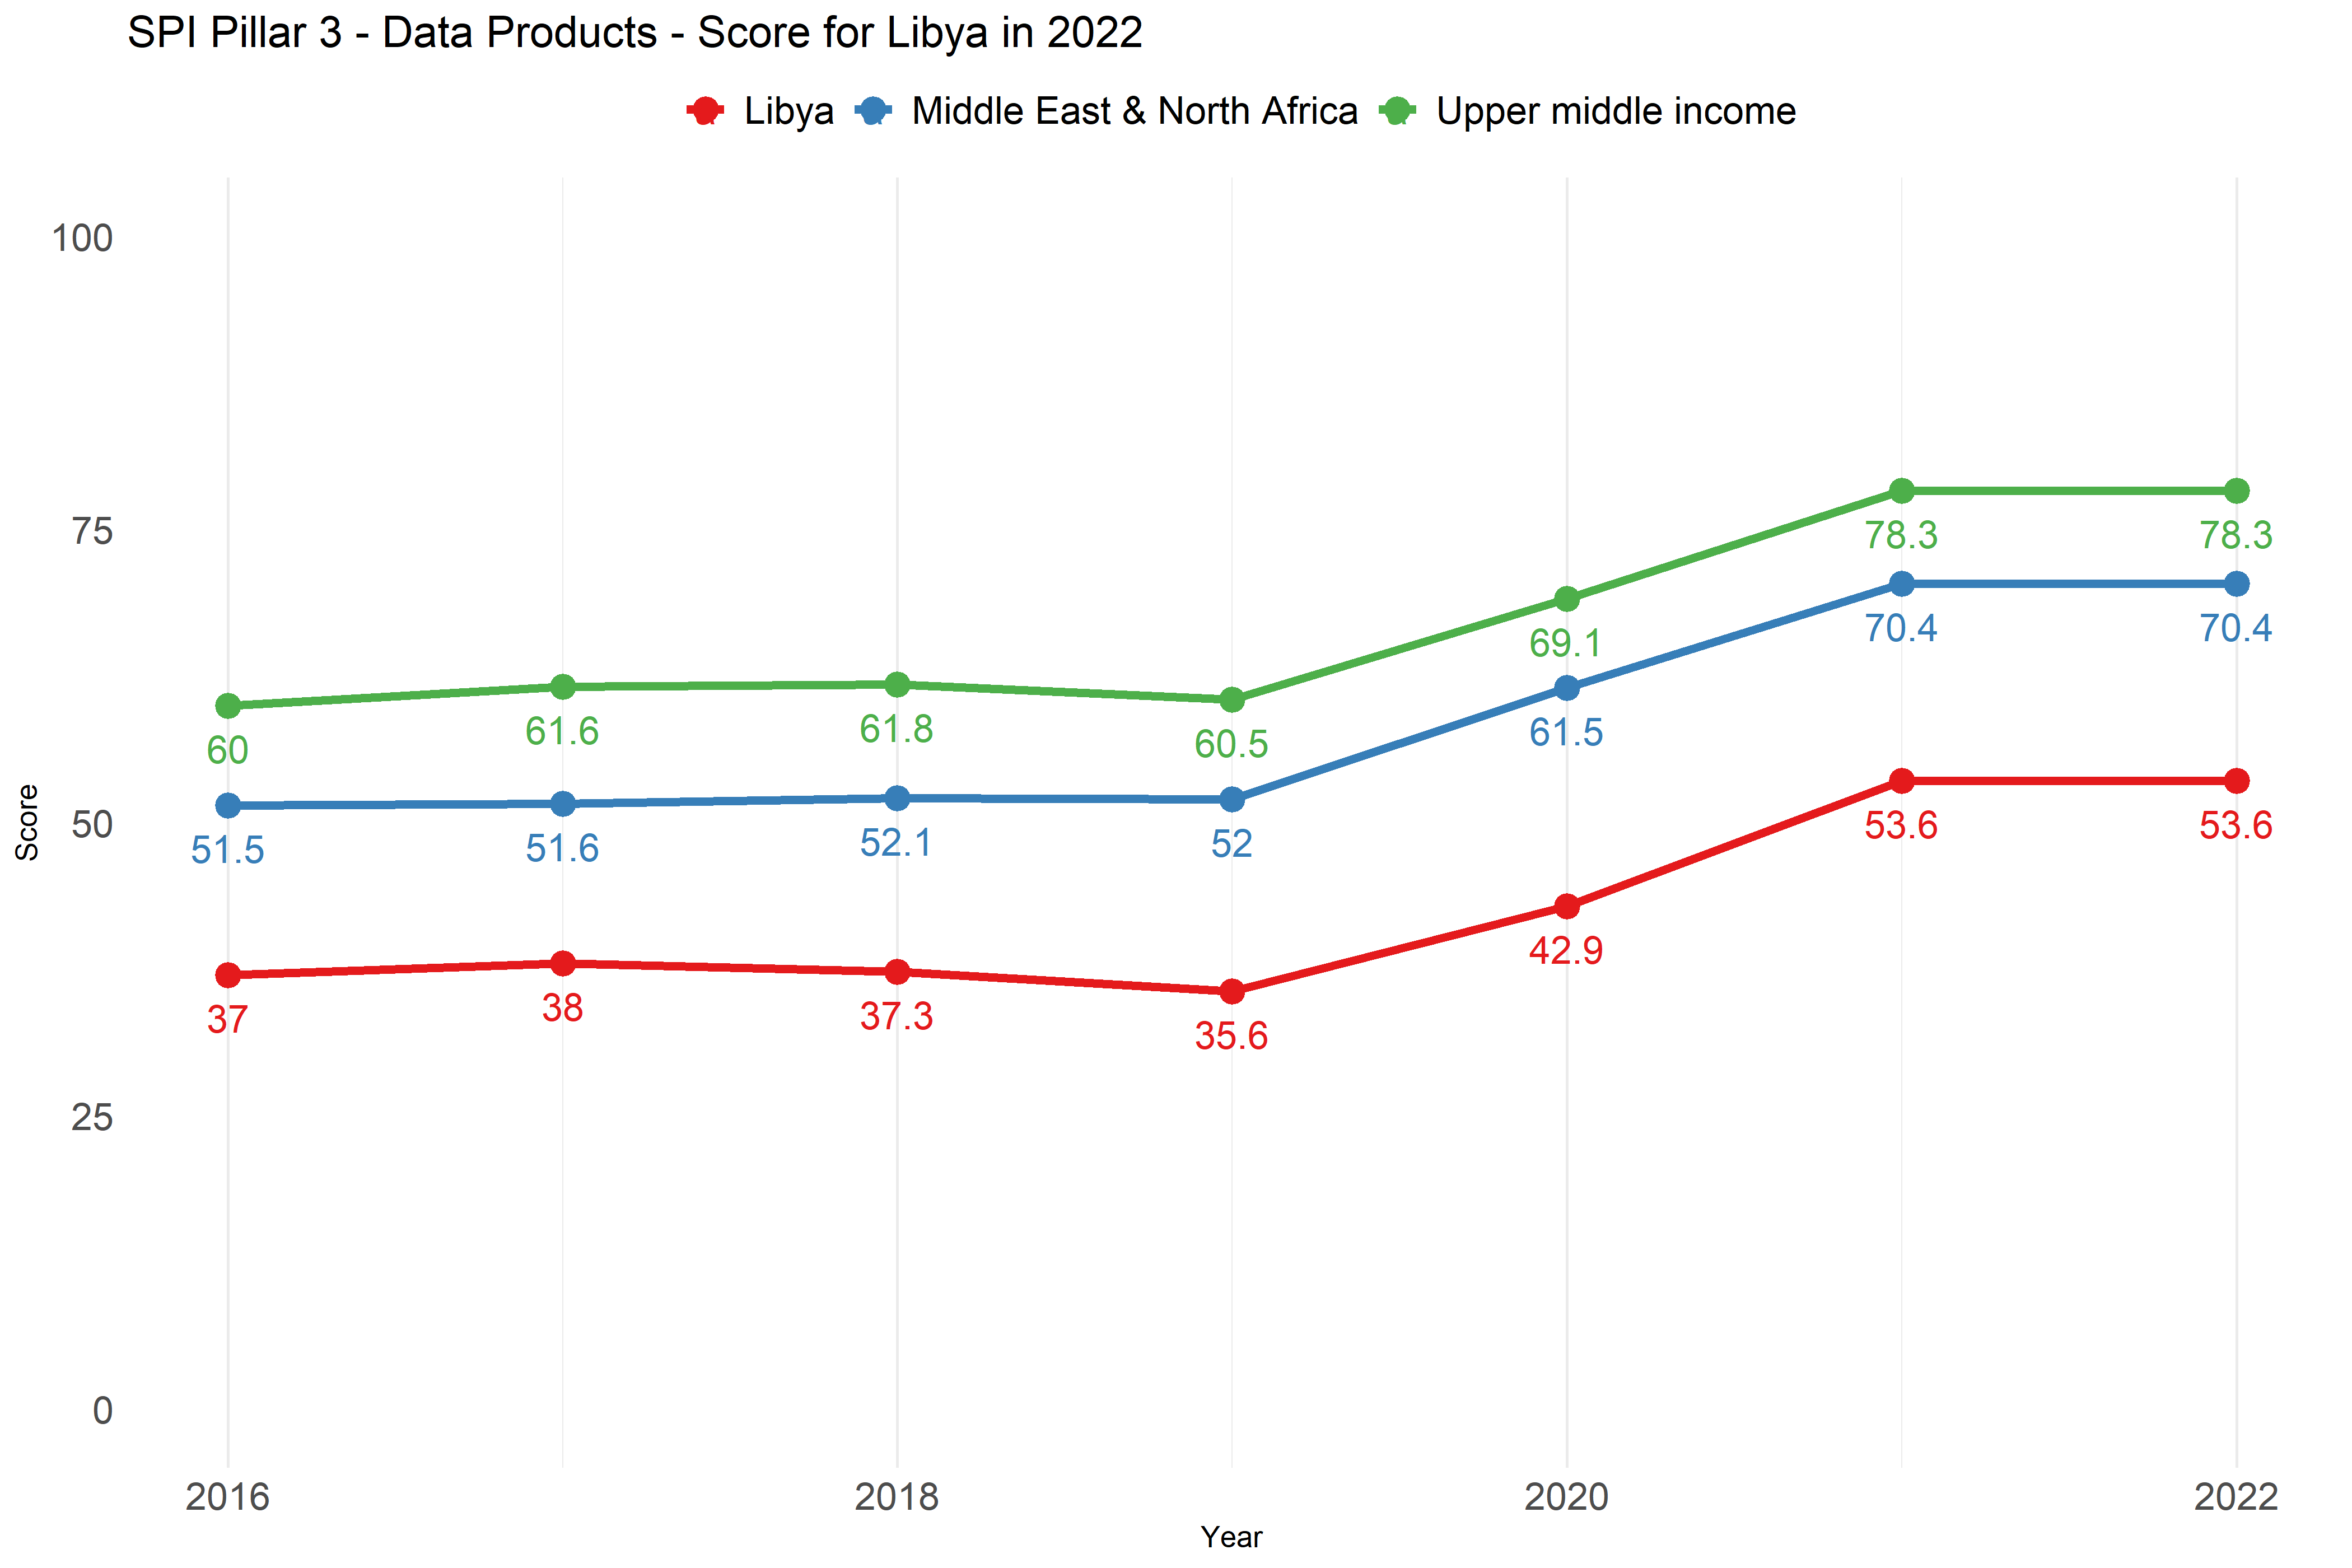 SPI Pillar 3 - Data Products - Score for Libya in 2022
Libya Middle East & North Africa Upper middle income
100
75
50
25
0
Score
60 61.6 61.8 60.5 69.1 78.3 78.3
51.5 51.6 52.1 52 61.5 70.4 70.4
37 38 37.3 35.6 42.9 53.6 53.6
2016 2018 2020 2022
Year